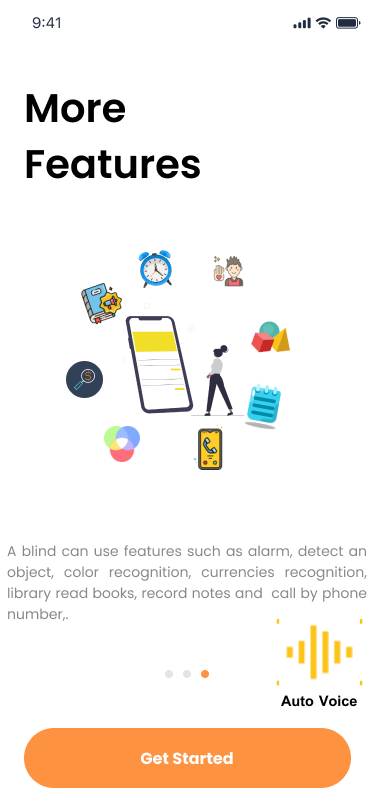 9:41
More
Features
A blind can use features such as alarm, detect an
object, color recognition, currencies recognition,
library read books, record notes and call by phone
number,.
Auto Voice
Get Started